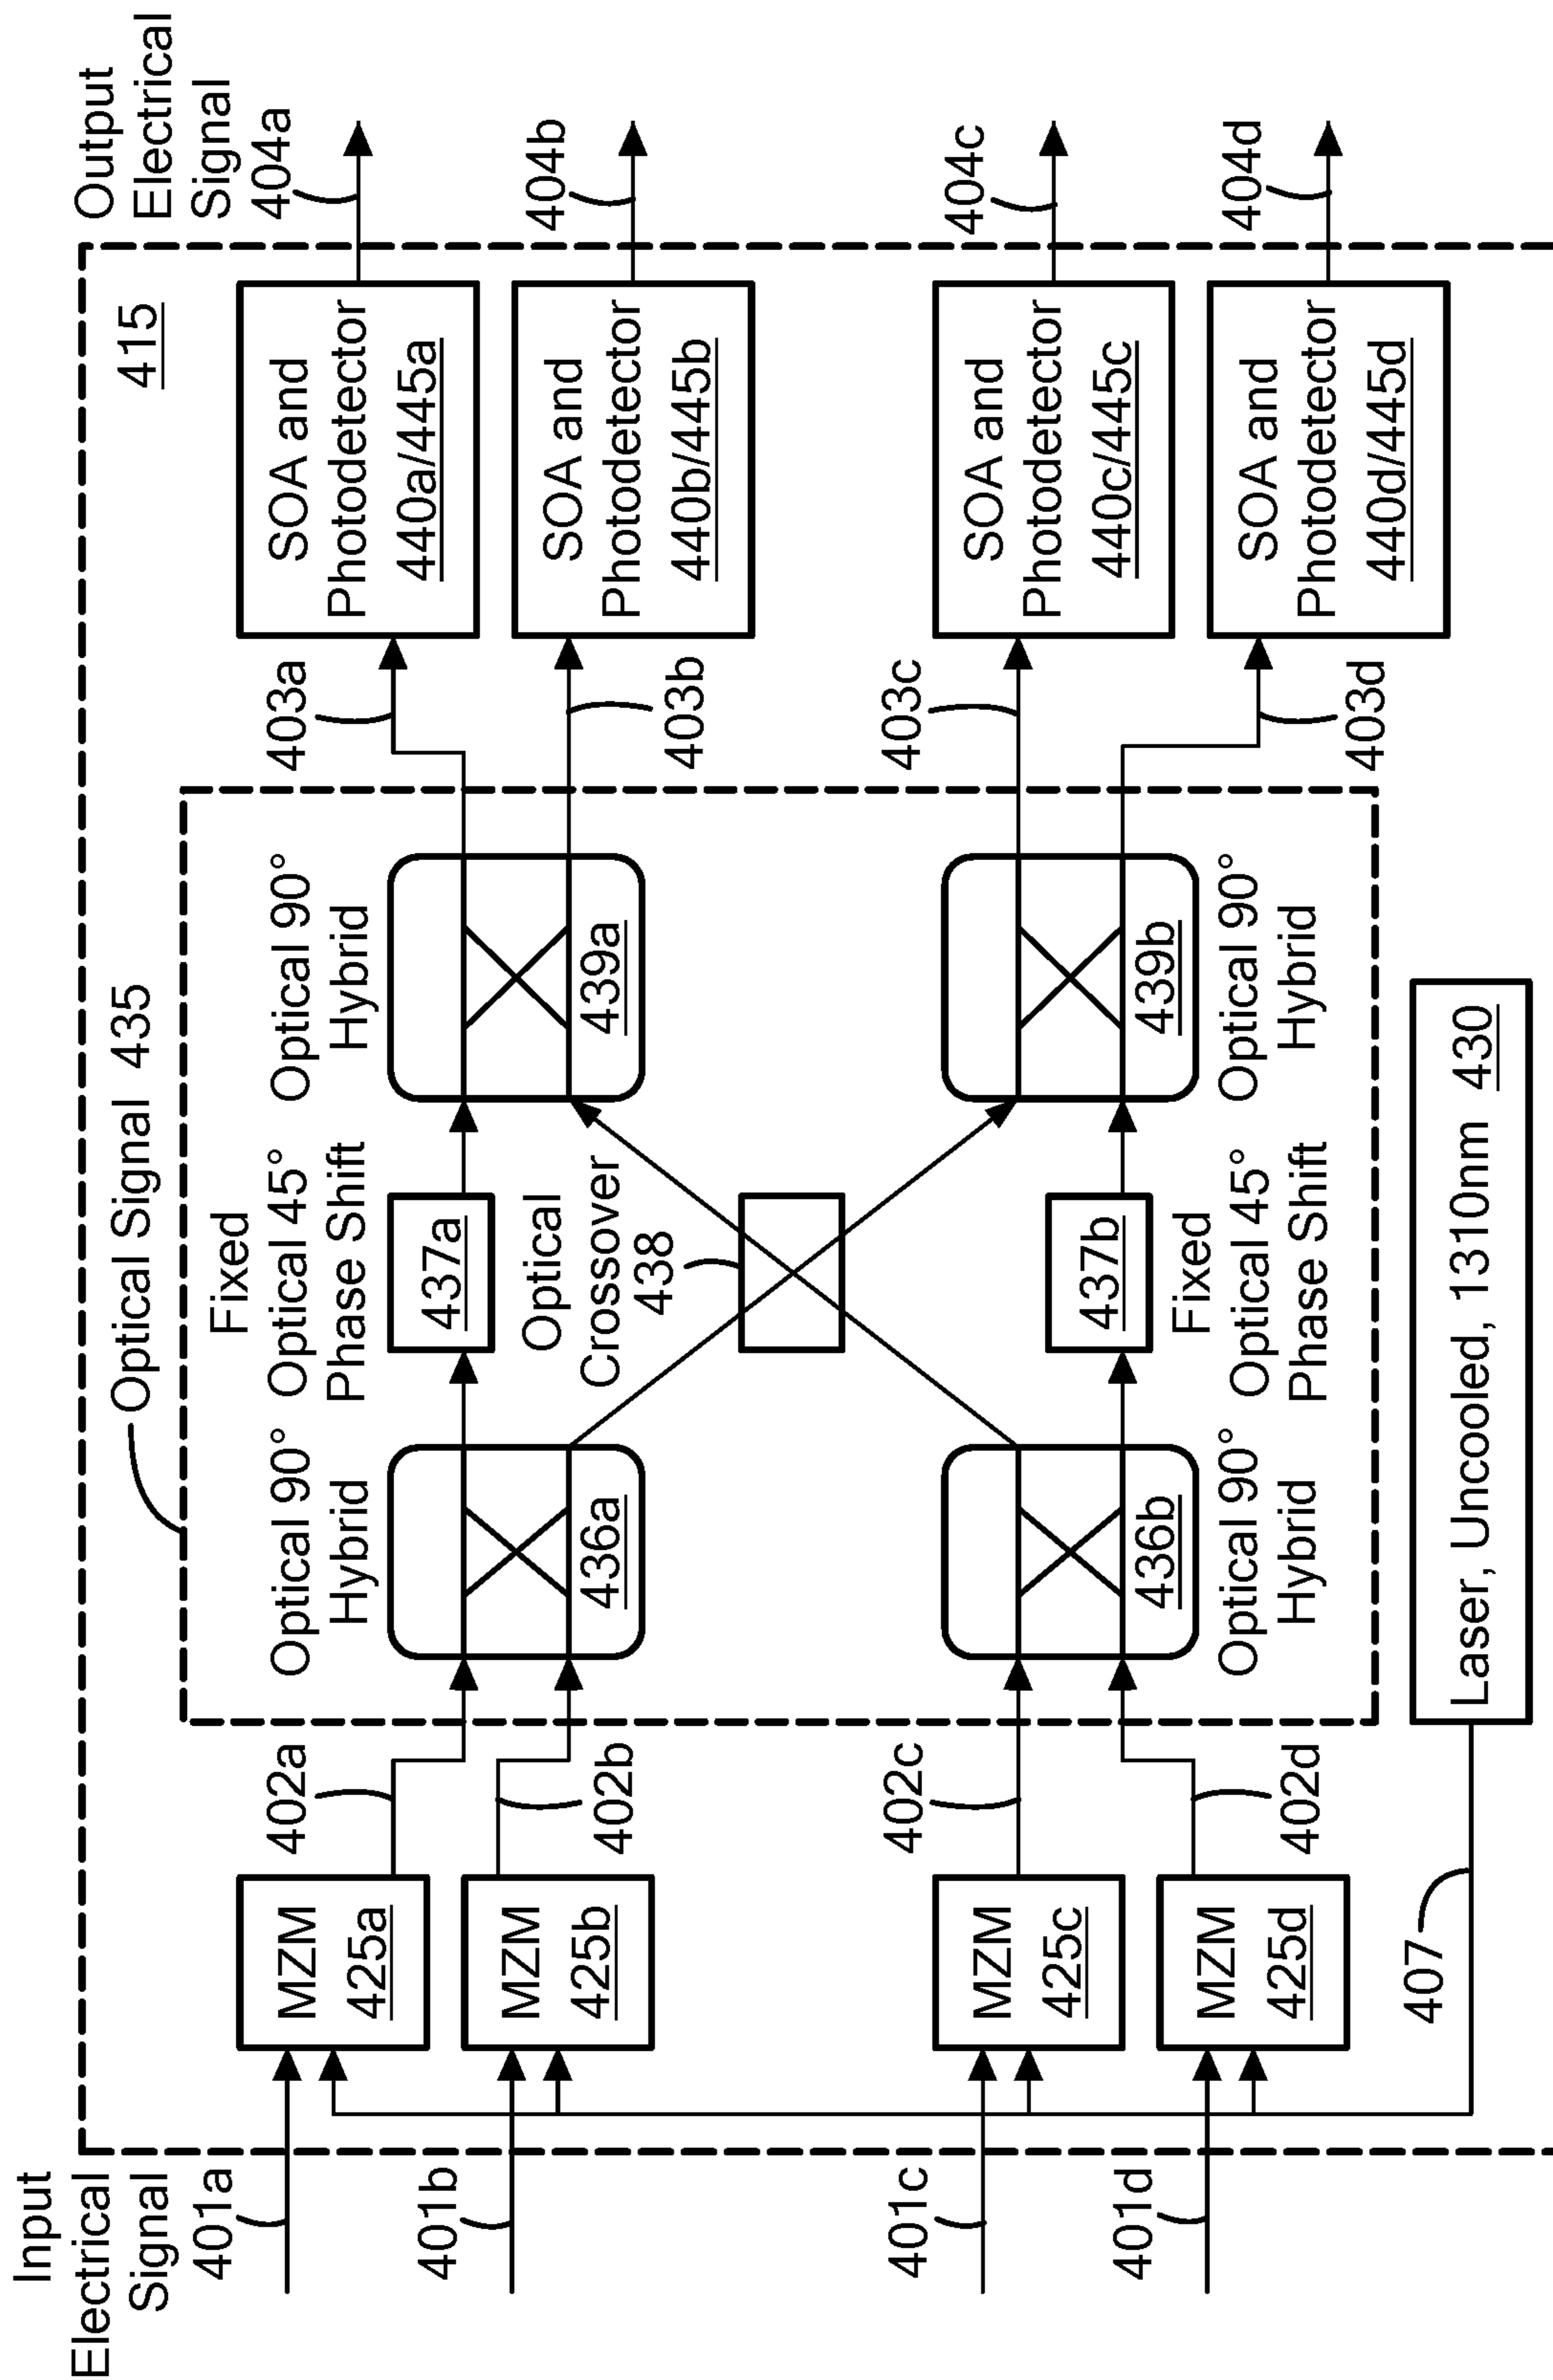 Input
Electrical
Signal
401a
401b
401c
401d
MZM
425a
MZM
425b
MZM
425c
MZM
425d
407
402a
402b
402c
402d
Optical Signal 435
Optical 90°
Hybrid
436a
436b
Optical 90°
Hybrid
Fixed
Optical 45°
Phase Shift
437a
Optical
Crossover
438
437b
Fixed
Optical 45°
Phase Shift
Optical 90°
Hybrid
439a
439b
Optical 90°
Hybrid
Laser, Uncooled, 1310nm 430
403a
403b
403c
403d
415
SOA and
Photodetector
440a/445a
SOA and
Photodetector
440b/445b
SOA and
Photodetector
440c/445c
SOA and
Photodetector
440d/445d
Output
Electrical
Signal
404a
404b
404c
404d